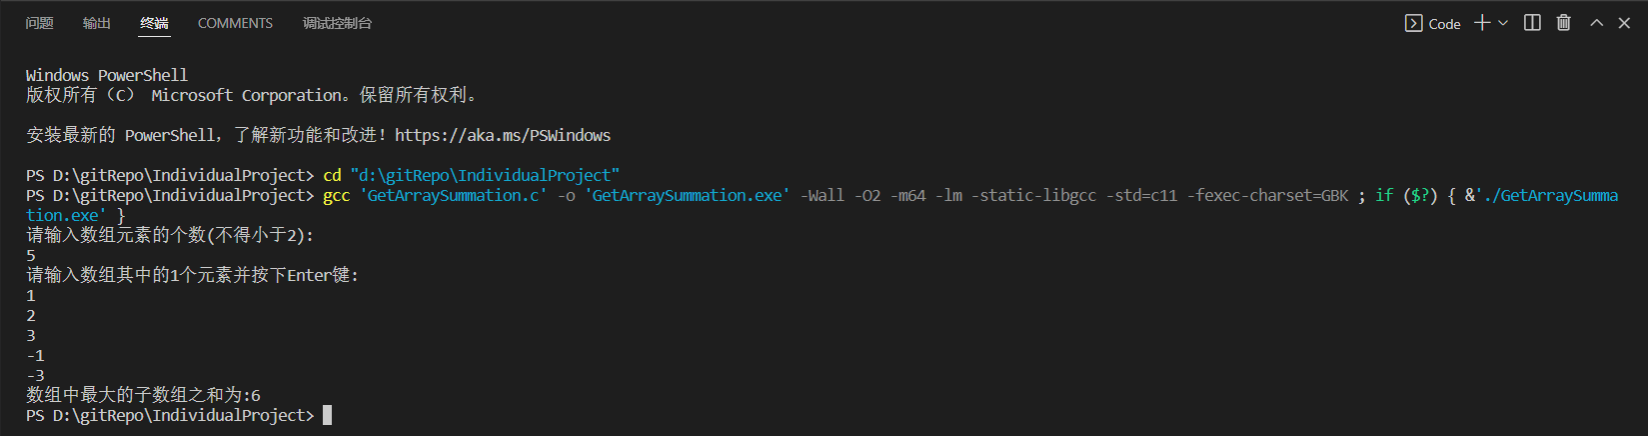 问题 输出 终端 COMMENTS 调试控制台 Code
Windows PowerShell
版权所有 (C) Microsoft Corporation。保留所有权利。
安装最新的 PowerShell，了解新功能和改进！https://aka.ms/PSWindows
PS D:\gitRepo\IndividualProject> cd "d:\gitRepo\IndividualProject"
PS D:\gitRepo\IndividualProject> gcc 'GetArraySummation.c' -o 'GetArraySummation.exe' -Wall -O2 -m64 -lm -static-libgcc -std=c11 -fexec-charset=GBK ; if ($?) { &'./GetArraySumma
tion.exe' }
请输入数组元素的个数(不得小于2):
5
请输入数组其中的1个元素并按下Enter键:
1
2
3
-1
-3
数组中最大的子数组之和为:6
PS D:\gitRepo\IndividualProject>